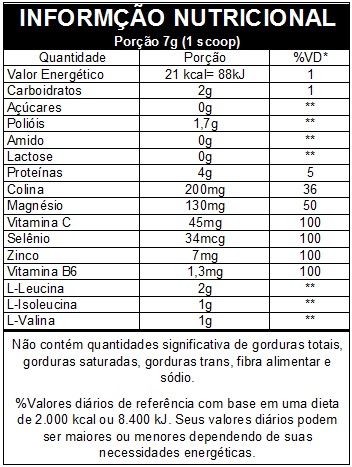 INFORMÇÃO NUTRICIONAL
Porção 7g (1 scoop)
Quantidade Porção %VD*
Valor Energético 21 kcal= 88kJ 1
Carboidratos 2g 1
Açúcares 0g **
Polióis 1,7g **
Amido 0g **
Lactose 0g **
Proteínas 4g 5
Colina 200mg 36
Magnésio 130mg 50
Vitamina C 45mg 100
Selênio 34mcg 100
Zinco 7mg 100
Vitamina B6 1,3mg 100
L-Leucina 2g **
L-Isoleucina 1g **
L-Valina 1g **
Não contém quantidades significativa de gorduras totais,
gorduras saturadas, gorduras trans, fibra alimentar e
sódio.
%Valores diários de referência com base em uma dieta
de 2.000 kcal ou 8.400 kJ. Seus valores diários podem
ser maiores ou menores dependendo de suas
necessidades energéticas.